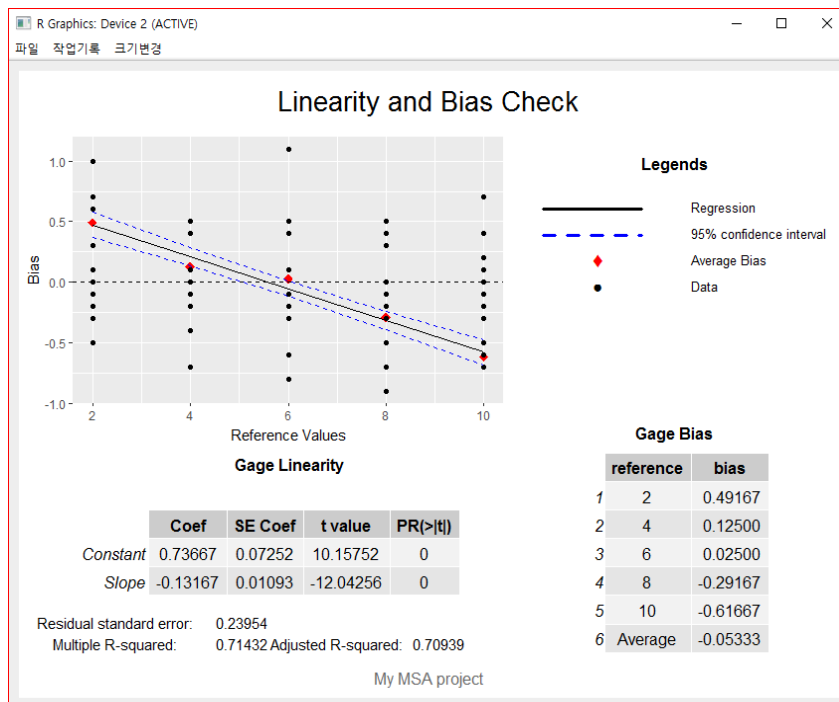 R Graphics: Device 2 (ACTIVE)
파일 작업기록 크기변경
Linearity and Bias Check
1.0
0.5
0.0
-0.5
-1.0
Bias
2 4 6 8 10
Reference Values
Legends
Regression
95% confidence interval
Average Bias
Data
Gage Linearity
Coef SE Coef t value PR(>|t|)
Constant 0.73667 0.07252 10.15752 0
Slope -0.13167 0.01093 -12.04256 0
Residual standard error: 0.23954
Multiple R-squared: 0.71432 Adjusted R-squared: 0.70939
Gage Bias
reference bias
1 2 0.49167
2 4 0.12500
3 6 0.02500
4 8 -0.29167
5 10 -0.61667
6 Average -0.05333
My MSA project